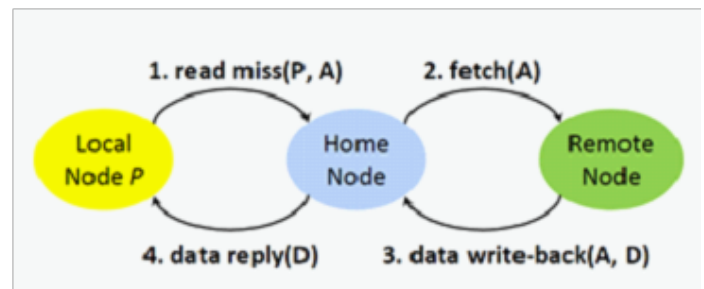 1. read miss(P, A)
2. fetch(A)
Local
Node P
Home
Node
Remote
Node
4. data reply(D)
3. data write-back(A, D)